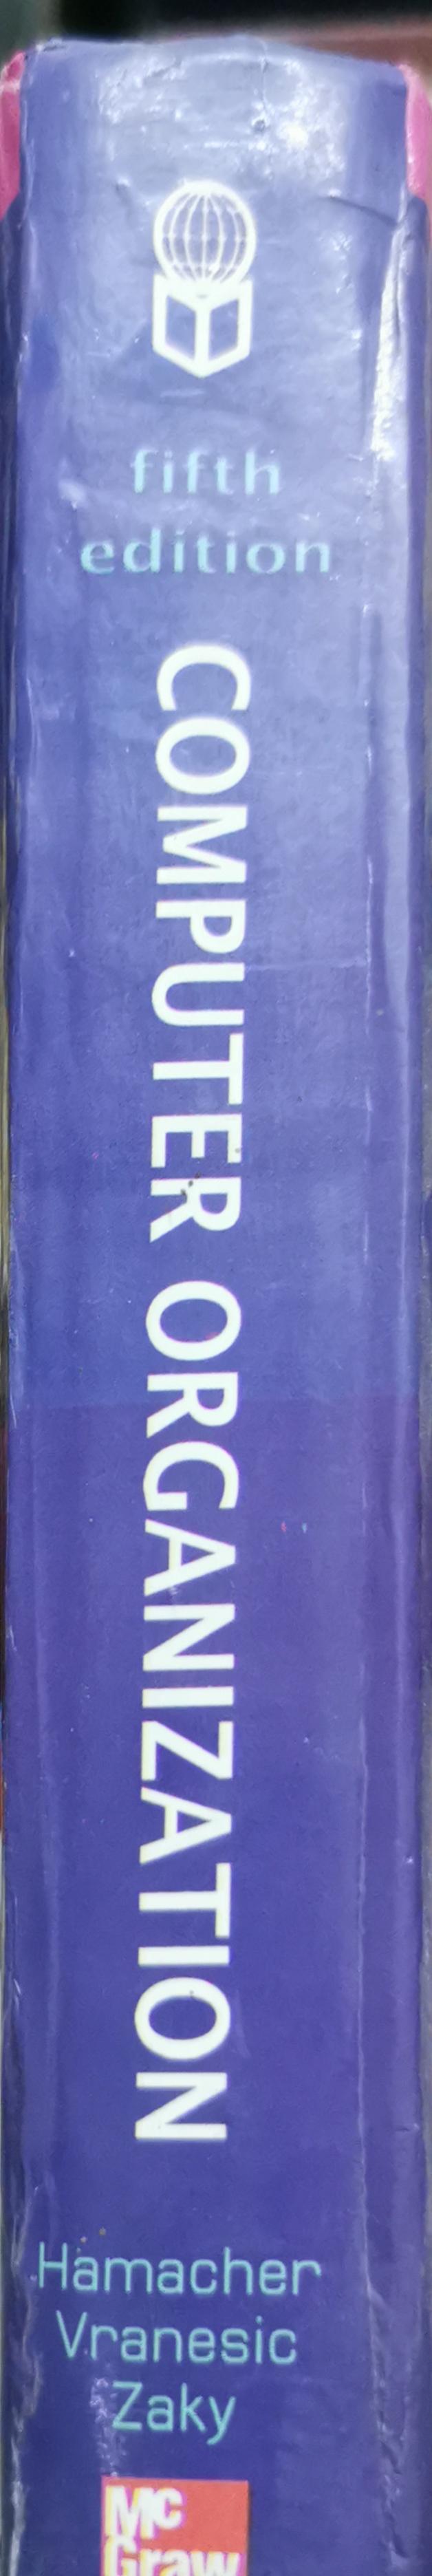 fifth
edition
COMPUTER ORGANIZATION
Hamacher
Vranesic
Zaky
Mc
Graw